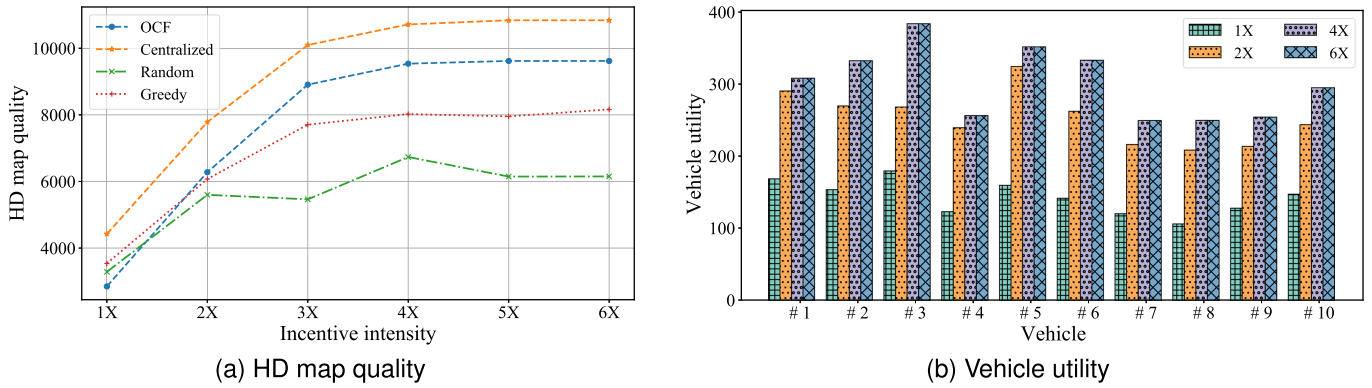 HD map quality
10000
8000
6000
4000
OCF
Centralized
Random
Greedy
1X 2X 3X 4X 5X 6X
Incentive intensity
(a) HD map quality
Vehicle utility
400
300
200
100
0
1X 4X
2X 6X
# 1 # 2 # 3 # 4 # 5 # 6 # 7 # 8 # 9 # 10
Vehicle
(b) Vehicle utility